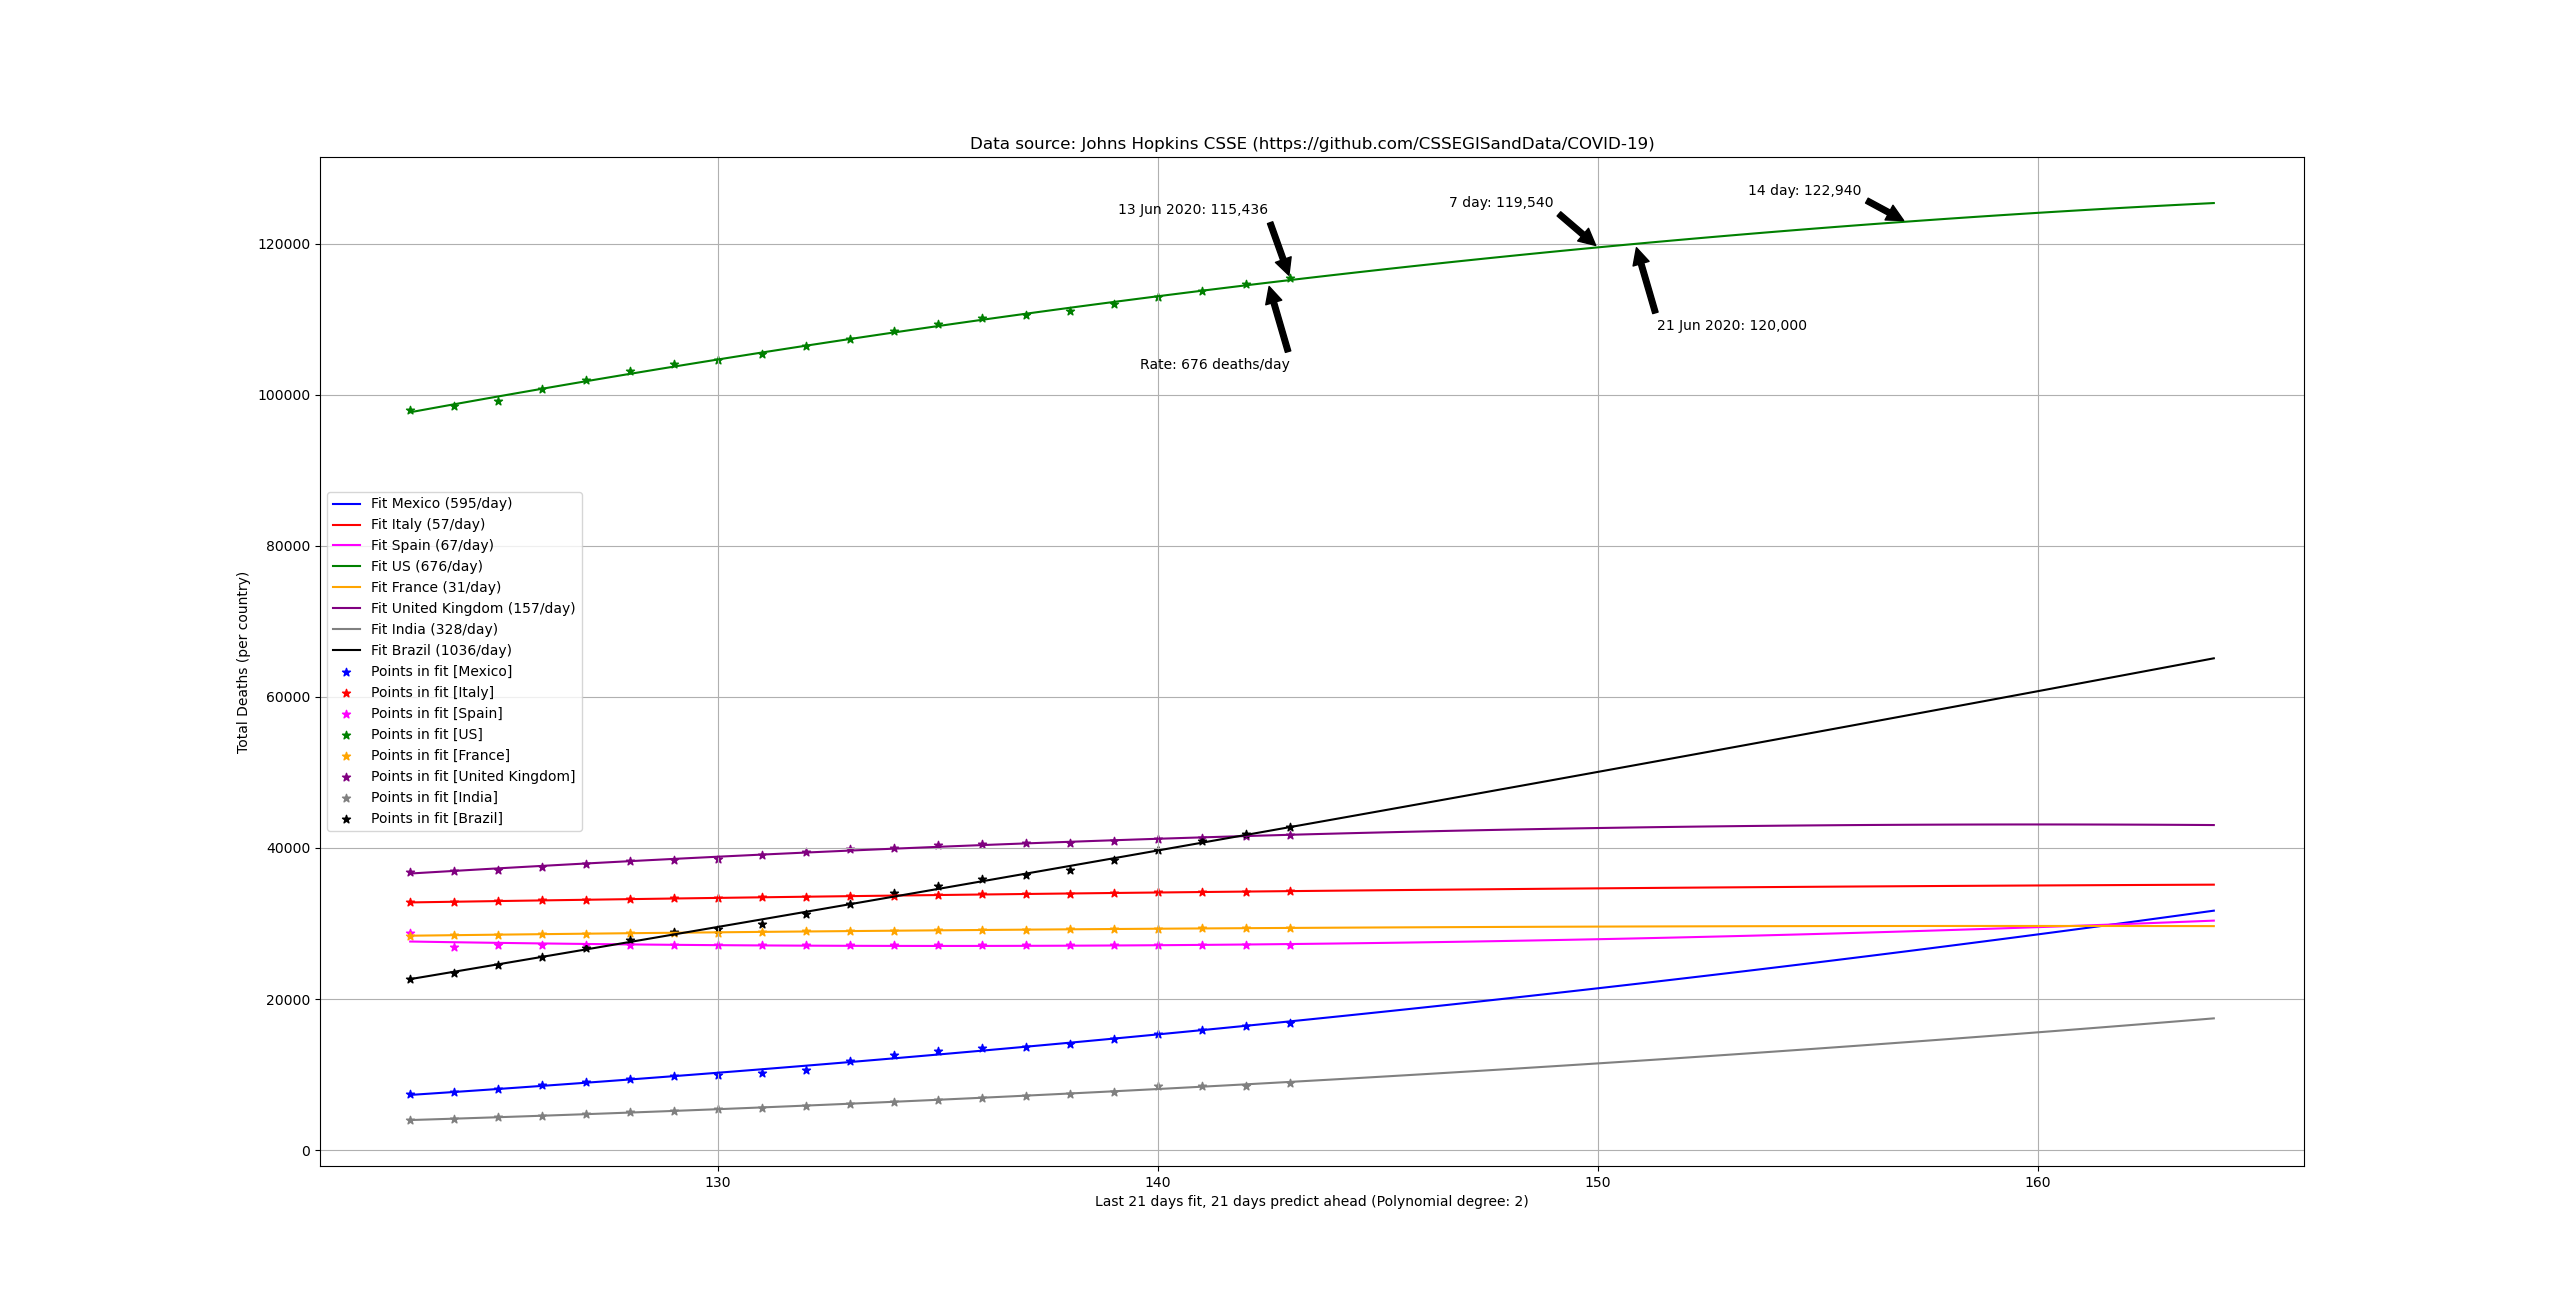 Data source: Johns Hopkins CSSE (https://github.com/CSSEGISandData/COVID-19)
14 day: 122,940
7 day: 119,540
13 Jun 2020: 115,436
21 Jun 2020: 120,000
Rate: 676 deaths/day
120000
100000
80000
60000
40000
20000
0
Total Deaths (per country)
Fit Mexico (595/day)
Fit Italy (57/day)
Fit Spain (67/day)
Fit US (676/day)
Fit France (31/day)
Fit United Kingdom (157/day)
Fit India (328/day)
Fit Brazil (1036/day)
Points in fit [Mexico]
Points in fit [Italy]
Points in fit [Spain]
Points in fit [US]
Points in fit [France]
Points in fit [United Kingdom]
Points in fit [India]
Points in fit [Brazil]
130 140 150 160
Last 21 days fit, 21 days predict ahead (Polynomial degree: 2)